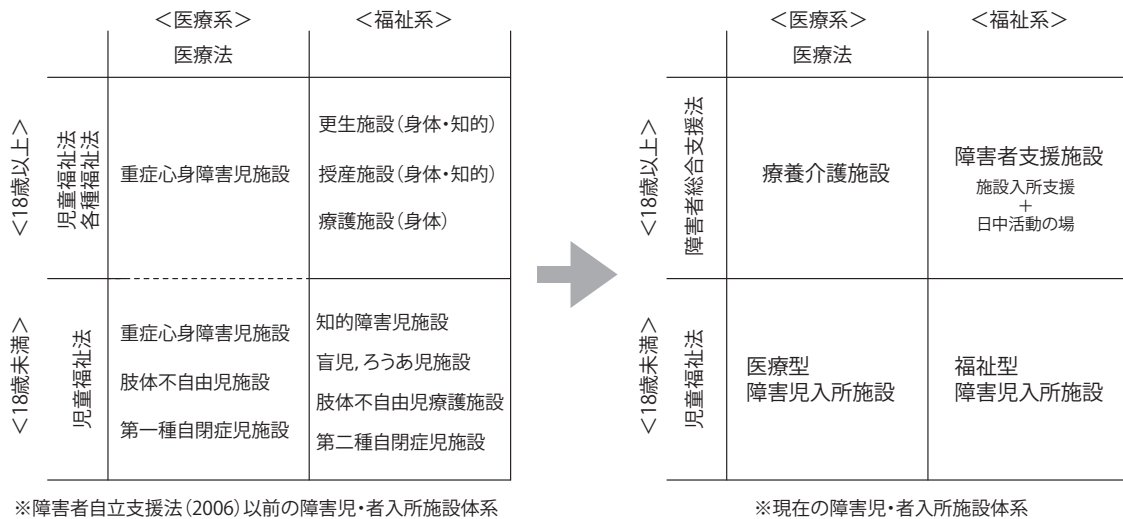 ＜医療系＞ ＜福祉系＞
医療法
＜18歳以上＞
児童福祉法
各種福祉法
重症心身障害児施設
更生施設（身体・知的）
授産施設（身体・知的）
療護施設（身体）
＜18歳未満＞
児童福祉法
重症心身障害児施設
肢体不自由児施設
第一種自閉症児施設
知的障害児施設
盲児，ろうあ児施設
肢体不自由児療護施設
第二種自閉症児施設
※障害者自立支援法（2006）以前の障害児・者入所施設体系
＜医療系＞ ＜福祉系＞
医療法
＜18歳以上＞
障害者総合支援法
療養介護施設
障害者支援施設
施設入所支援
＋
日中活動の場
＜18歳未満＞
児童福祉法
医療型
障害児入所施設
福祉型
障害児入所施設
※現在の障害児・者入所施設体系